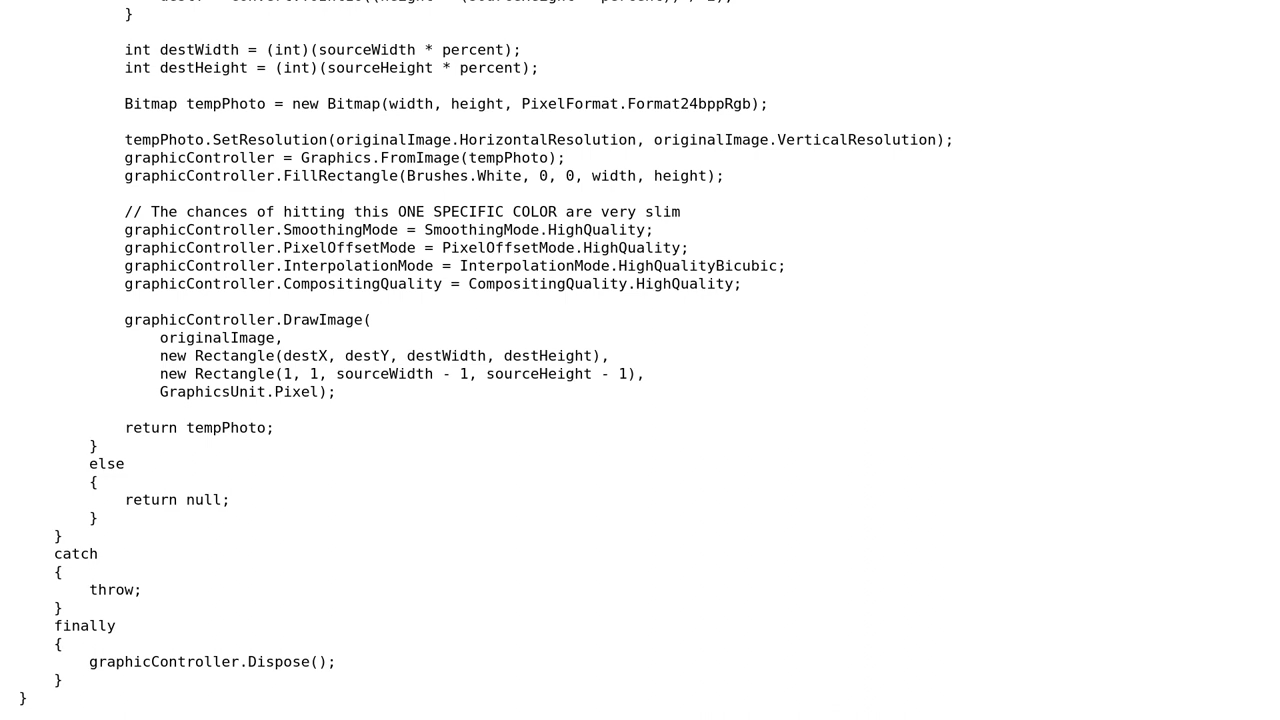 }
int destWidth = (int)(sourceWidth * percent);
int destHeight = (int)(sourceHeight * percent);
Bitmap tempPhoto = new Bitmap(width, height, PixelFormat.Format24bppRgb);
tempPhoto.SetResolution(originalImage.HorizontalResolution, originalImage.VerticalResolution);
graphicController = Graphics.FromImage(tempPhoto);
graphicController.FillRectangle(Brushes.White, 0, 0, width, height);
// The chances of hitting this ONE SPECIFIC COLOR are very slim
graphicController.SmoothingMode = SmoothingMode.HighQuality;
graphicController.PixelOffsetMode = PixelOffsetMode.HighQuality;
graphicController.InterpolationMode = InterpolationMode.HighQualityBicubic;
graphicController.CompositingQuality = CompositingQuality.HighQuality;
graphicController.DrawImage(
originalImage,
new Rectangle(destX, destY, destWidth, destHeight),
new Rectangle(1, 1, sourceWidth - 1, sourceHeight - 1),
GraphicsUnit.Pixel);
return tempPhoto;
}
else
{
return null;
}
}
catch
{
throw;
}
finally
{
graphicController.Dispose();
}
}